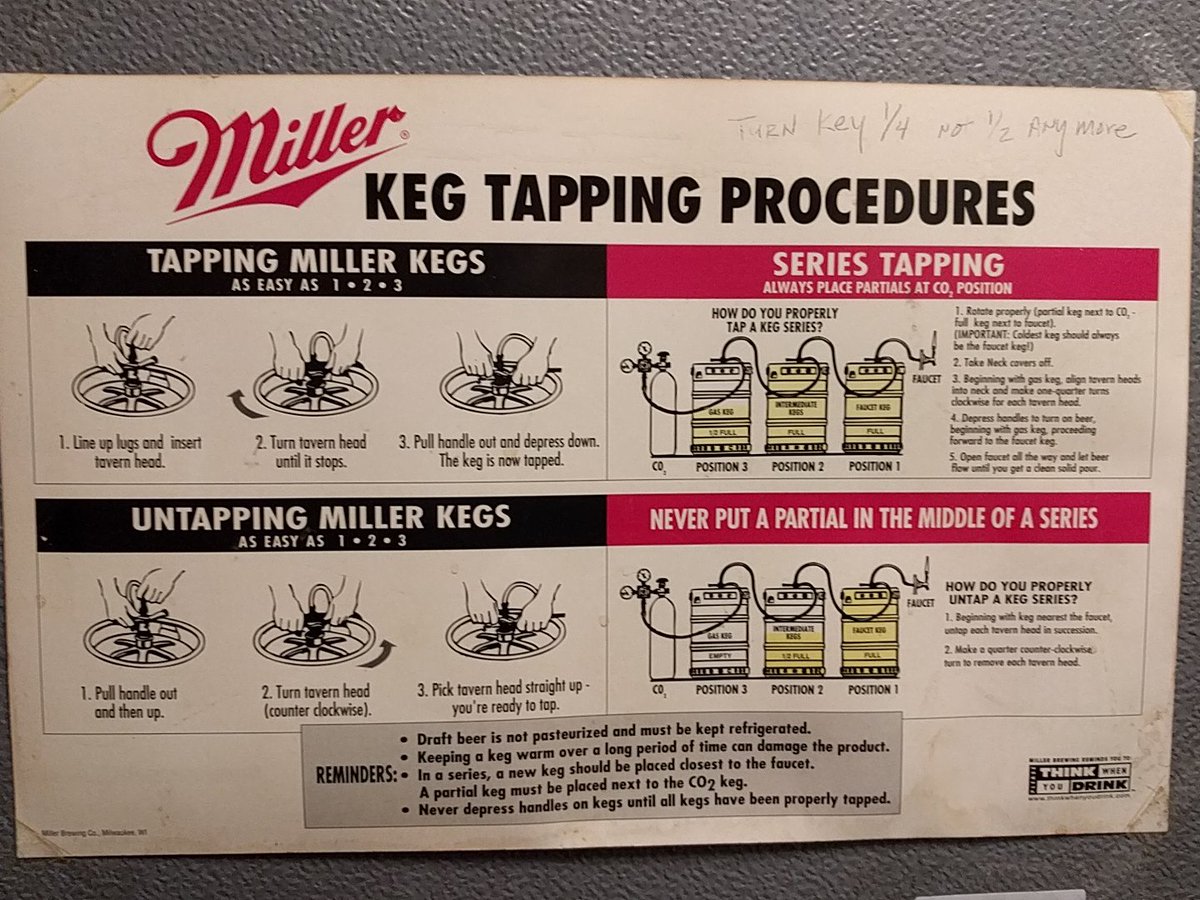 Miller®
TURN Key 1/4 NOT 1/2 ANY more
KEG TAPPING PROCEDURES
TAPPING MILLER KEGS
AS EASY AS 1 • 2 • 3
1. Line up lugs and insert
tavern head.
2. Turn tavern head
until it stops.
3. Pull handle out and depress down.
The keg is now tapped.
SERIES TAPPING
ALWAYS PLACE PARTIALS AT CO₂ POSITION
HOW DO YOU PROPERLY
TAP A KEG SERIES?
GAS KEG
1/2 FULL
INTERMEDIATE
KEGS
FULL
FAUCET KEG
FULL
FAUCET
CO₂
POSITION 3
POSITION 2
POSITION 1
1. Rotate properly (partial keg next to CO₂ -
full keg next to faucet).
(IMPORTANT: Coldest keg should always
be the faucet keg!)
2. Take Neck covers off.
3. Beginning with gas keg, align tavern heads
into neck and make one-quarter turns
clockwise for each tavern head.
4. Depress handles to turn on beer,
beginning with gas keg, proceeding
forward to the faucet keg.
5. Open faucet all the way and let beer
flow until you get a clean solid pour.
UNTAPPING MILLER KEGS
AS EASY AS 1 • 2 • 3
1. Pull handle out
and then up.
2. Turn tavern head
(counter clockwise).
3. Pick tavern head straight up -
you're ready to tap.
NEVER PUT A PARTIAL IN THE MIDDLE OF A SERIES
GAS KEG
EMPTY
INTERMEDIATE
KEGS
1/2 FULL
FAUCET KEG
FULL
FAUCET
CO₂
POSITION 3
POSITION 2
POSITION 1
HOW DO YOU PROPERLY
UNTAP A KEG SERIES?
1. Beginning with keg nearest the faucet,
untap each tavern head in succession.
2. Make a quarter counter-clockwise
turn to remove each tavern head.
REMINDERS:
• Draft beer is not pasteurized and must be kept refrigerated.
• Keeping a keg warm over a long period of time can damage the product.
• In a series, a new keg should be placed closest to the faucet.
A partial keg must be placed next to the CO2 keg.
• Never depress handles on kegs until all kegs have been properly tapped.
MILLER BREWING REMINDS YOU TO
THINK WHEN
YOU DRINK
www.thinkwhenyoudrink.com
Miller Brewing Co., Milwaukee, WI